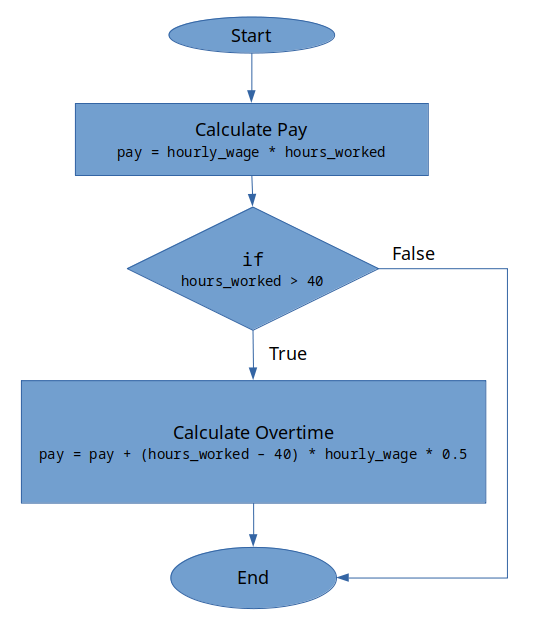 Start
Calculate Pay
pay = hourly_wage * hours_worked
if
hours_worked > 40
False
True
Calculate Overtime
pay = pay + (hours_worked – 40) * hourly_wage * 0.5
End